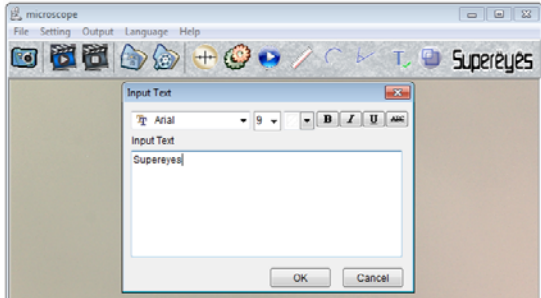 microscope
File Setting Output Language Help
Supereyes
Input Text
Arial 9 B I U ABC
Input Text
Supereyes
OK Cancel